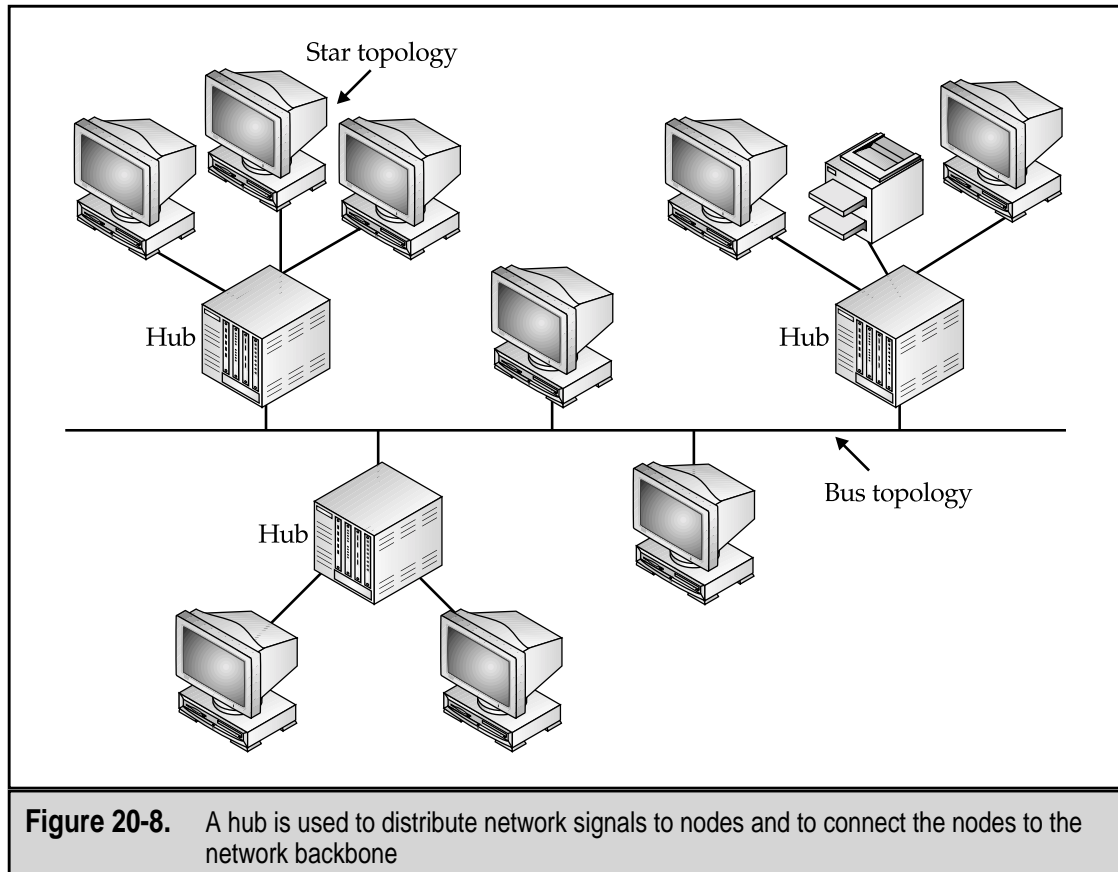 Star topology
Hub
Hub
Bus topology
Hub
Figure 20-8. A hub is used to distribute network signals to nodes and to connect the nodes to the
network backbone